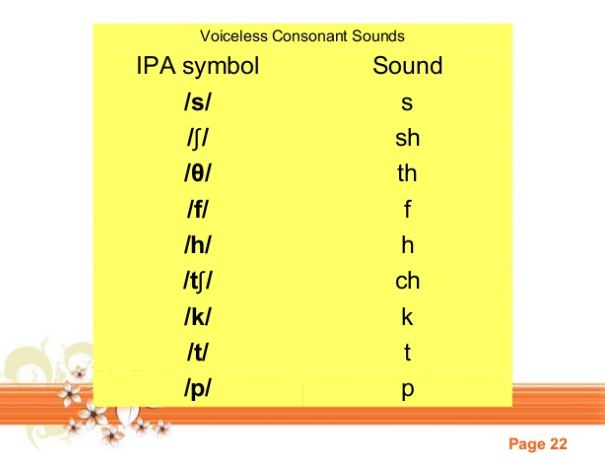 Voiceless Consonant Sounds
IPA symbol Sound
/s/ s
/ʃ/ sh
/θ/ th
/f/ f
/h/ h
/tʃ/ ch
/k/ k
/t/ t
/p/ p
Page 22